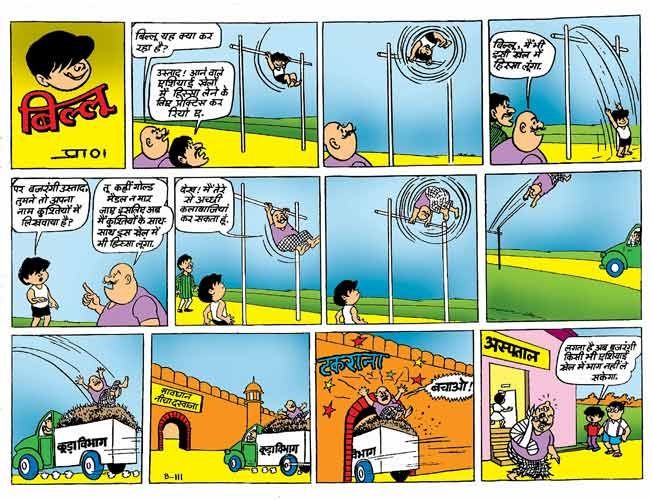 बिल्लू
प्राण
बिल्लू यह क्या कर
रहा है?
उस्ताद! आने वाले
एशियाई खेलों
में हिस्सा लेने के
लिए प्रैक्टिस कर
रियो हूं.
बिल्लू, मैं भी
इसी खेल में
हिस्सा लूंगा.
पर बजरंगी उस्ताद,
तुमने तो अपना
नाम कुश्तियों में
लिखवाया है?
तू कहीं गोल्ड
मेडल न मार
जाए इसलिए अब
मैं कुश्तियों के साथ-
साथ इस खेल में
भी हिस्सा लूंगा.
देख! मैं तेरे
से अच्छी
कलाबाजियां
कर सकता हूं.
कूड़ा विभाग
सावधान
नीचा दरवाजा
कूड़ा विभाग
B-111
टकराना
बचाओ!
विभाग
अस्पताल
लगता है अब बजरंगी
किसी भी एशियाई
खेल में भाग नहीं ले
सकेगा.